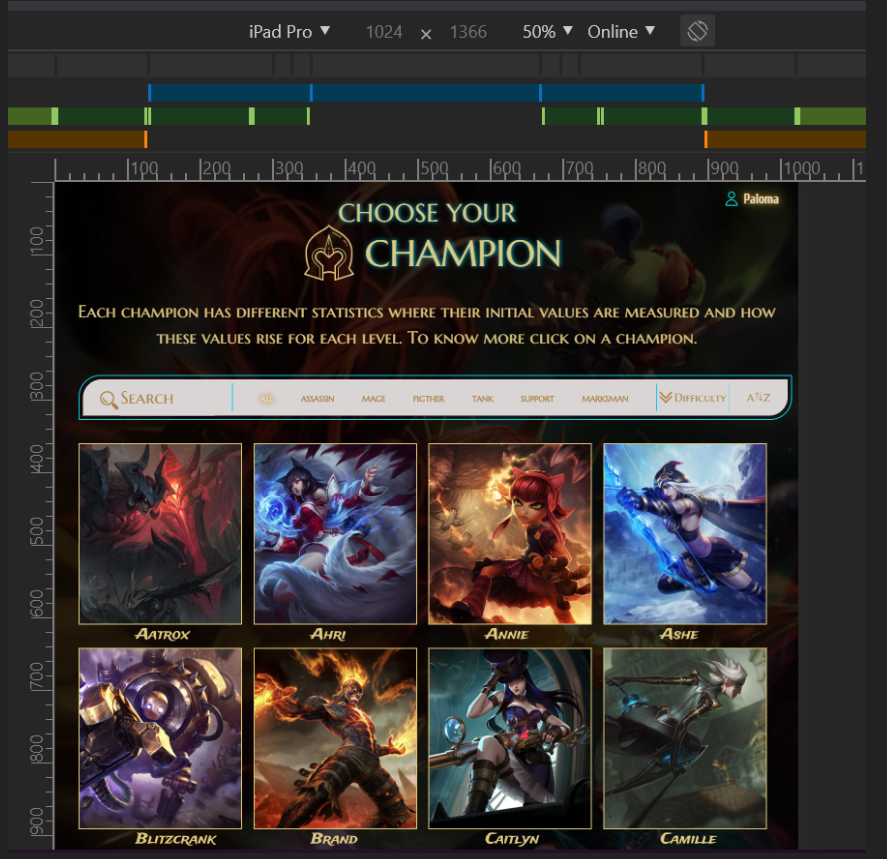 iPad Pro ▼ 1024 × 1366 50% ▼ Online ▼
100 200 300 400 500 600 700 800 900 1000 1
Paloma
CHOOSE YOUR
CHAMPION
EACH CHAMPION HAS DIFFERENT STATISTICS WHERE THEIR INITIAL VALUES ARE MEASURED AND HOW
THESE VALUES RISE FOR EACH LEVEL. TO KNOW MORE CLICK ON A CHAMPION.
SEARCH ALL ASSASSIN MAGE FIGTHER TANK SUPPORT MARKSMAN DIFFICULTY A⇅Z
AATROX AHRI ANNIE ASHE
BLITZCRANK BRAND CAITLYN CAMILLE
100
200
300
400
500
600
700
800
900